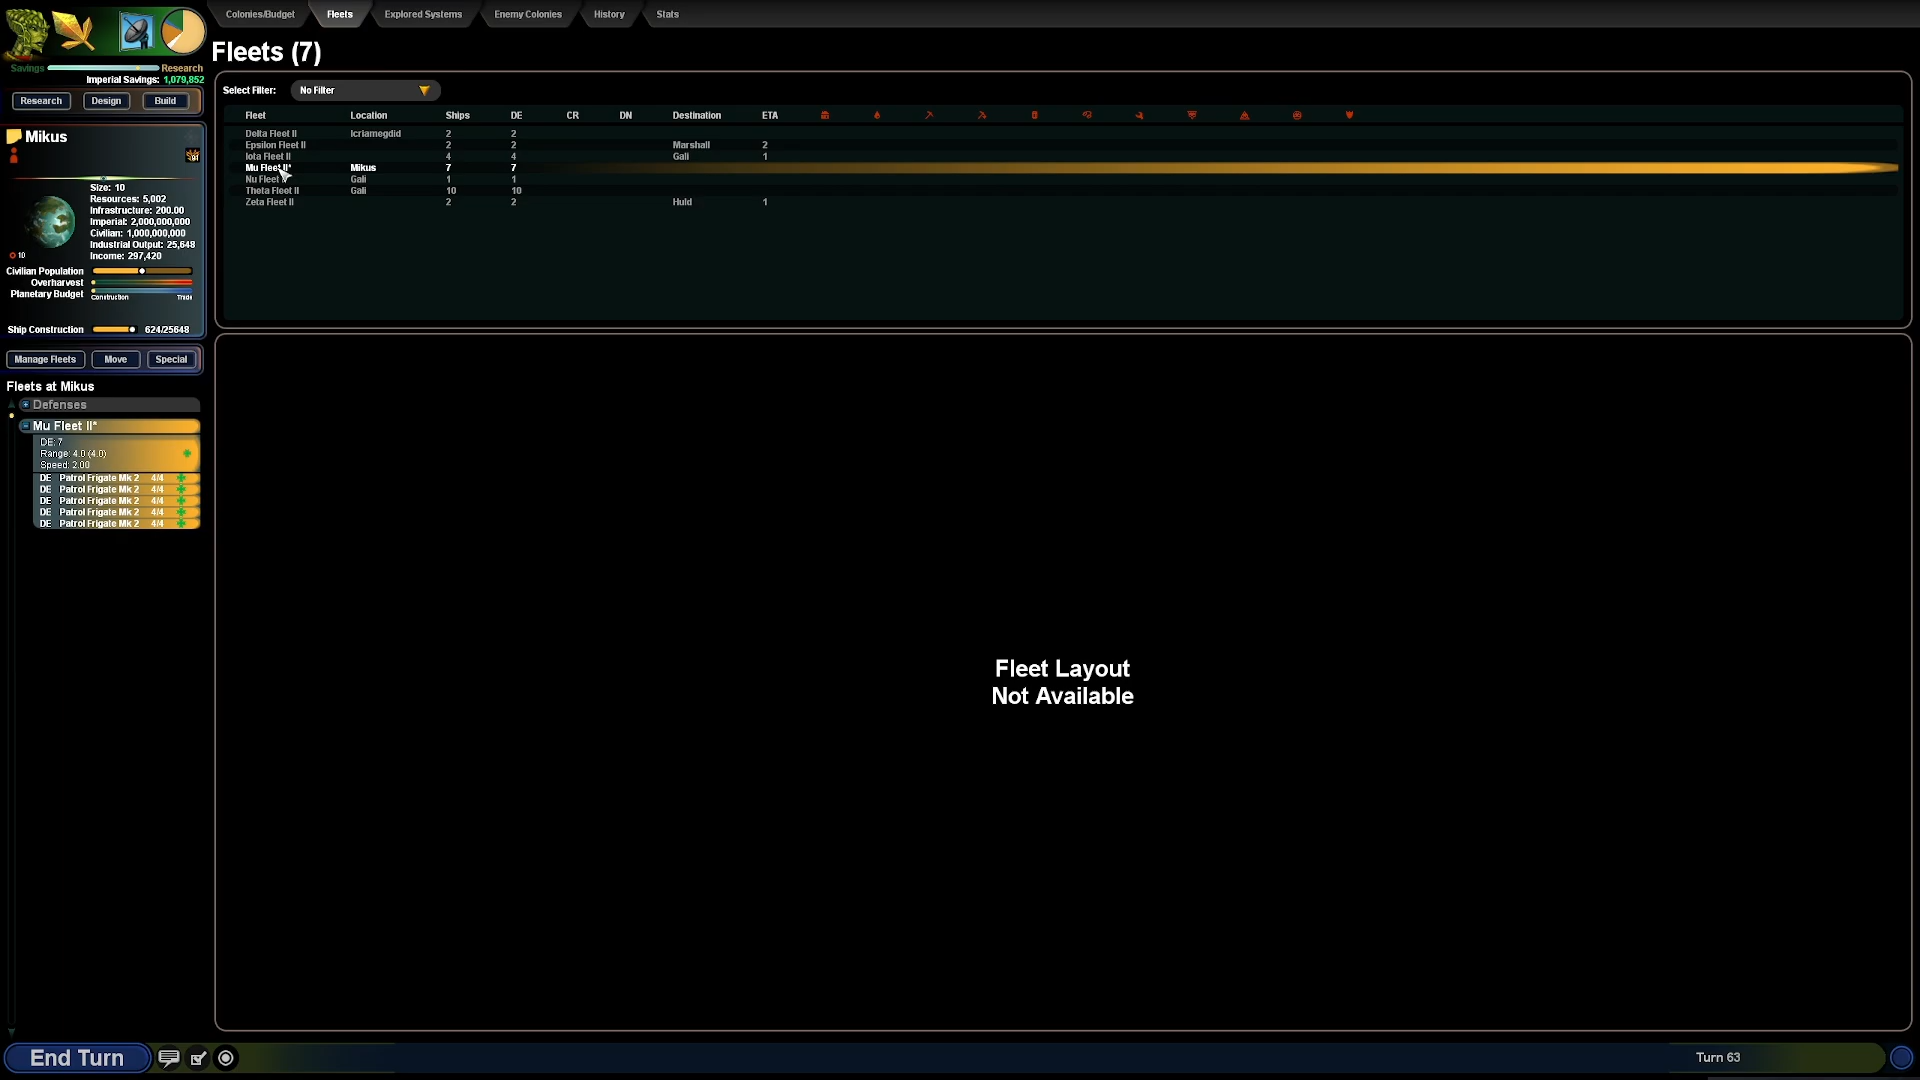 Colonies/Budget Fleets Explored Systems Enemy Colonies History Stats
Savings Research
Imperial Savings: 1,079,852
Research Design Build
Fleets (7)
Select Filter: No Filter
Fleet Location Ships DE CR DN Destination ETA
Delta Fleet II Icriamegdid 2 2
Epsilon Fleet II 2 2 Marshall 2
Iota Fleet II 4 4 Gali 1
Mu Fleet II* Mikus 7 7
Nu Fleet Gali 1 1
Theta Fleet II Gali 10 10
Zeta Fleet II 2 2 Huld 1
Mikus
91
Size: 10
Resources: 5,002
Infrastructure: 200.00
Imperial: 2,000,000,000
Civilian: 1,000,000,000
Industrial Output: 25,648
Income: 297,420
10
Civilian Population
Overharvest
Planetary Budget
Construction Trade
Ship Construction 624/25648
Manage Fleets Move Special
Fleets at Mikus
Defenses
Mu Fleet II*
DE: 7
Range: 4.0 (4.0)
Speed: 2.00
DE Patrol Frigate Mk 2 4/4
DE Patrol Frigate Mk 2 4/4
DE Patrol Frigate Mk 2 4/4
DE Patrol Frigate Mk 2 4/4
DE Patrol Frigate Mk 2 4/4
Fleet Layout
Not Available
End Turn
Turn 63